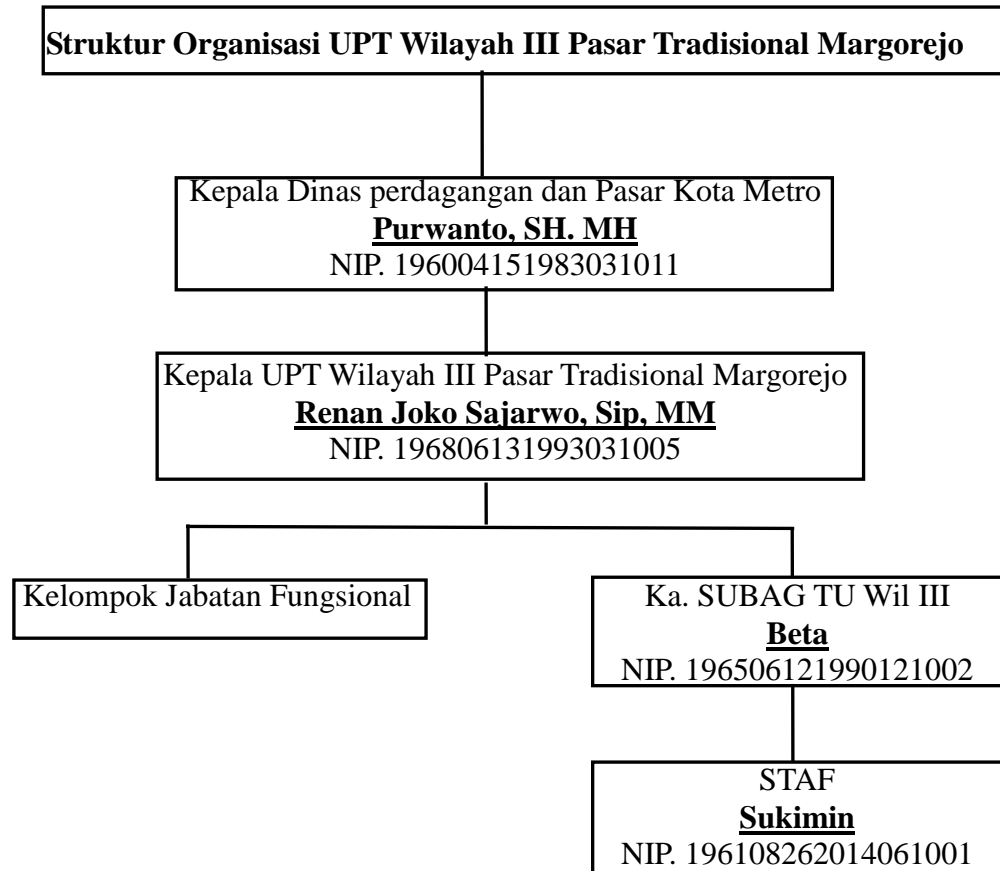 Struktur Organisasi UPT Wilayah III Pasar Tradisional Margorejo
Kepala Dinas perdagangan dan Pasar Kota Metro
Purwanto, SH. MH
NIP. 196004151983031011
Kepala UPT Wilayah III Pasar Tradisional Margorejo
Renan Joko Sajarwo, Sip, MM
NIP. 196806131993031005
Kelompok Jabatan Fungsional
Ka. SUBAG TU Wil III
Beta
NIP. 196506121990121002
STAF
Sukimin
NIP. 196108262014061001